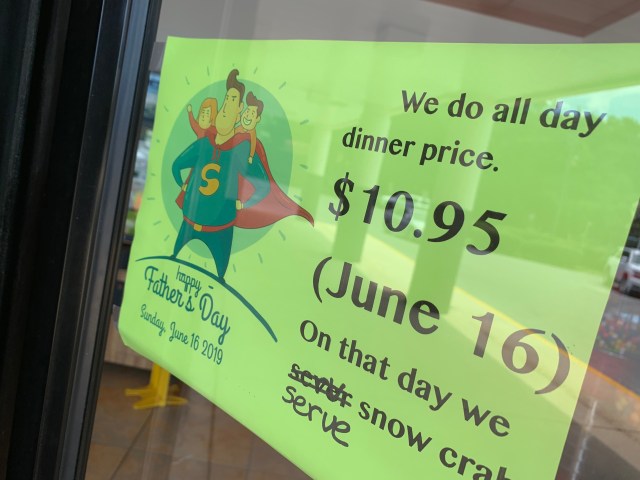 We do all day
dinner price.
$10.95
(June 16)
On that day we
serve snow crab
S
happy
Father's Day
Sunday, June 16 2019